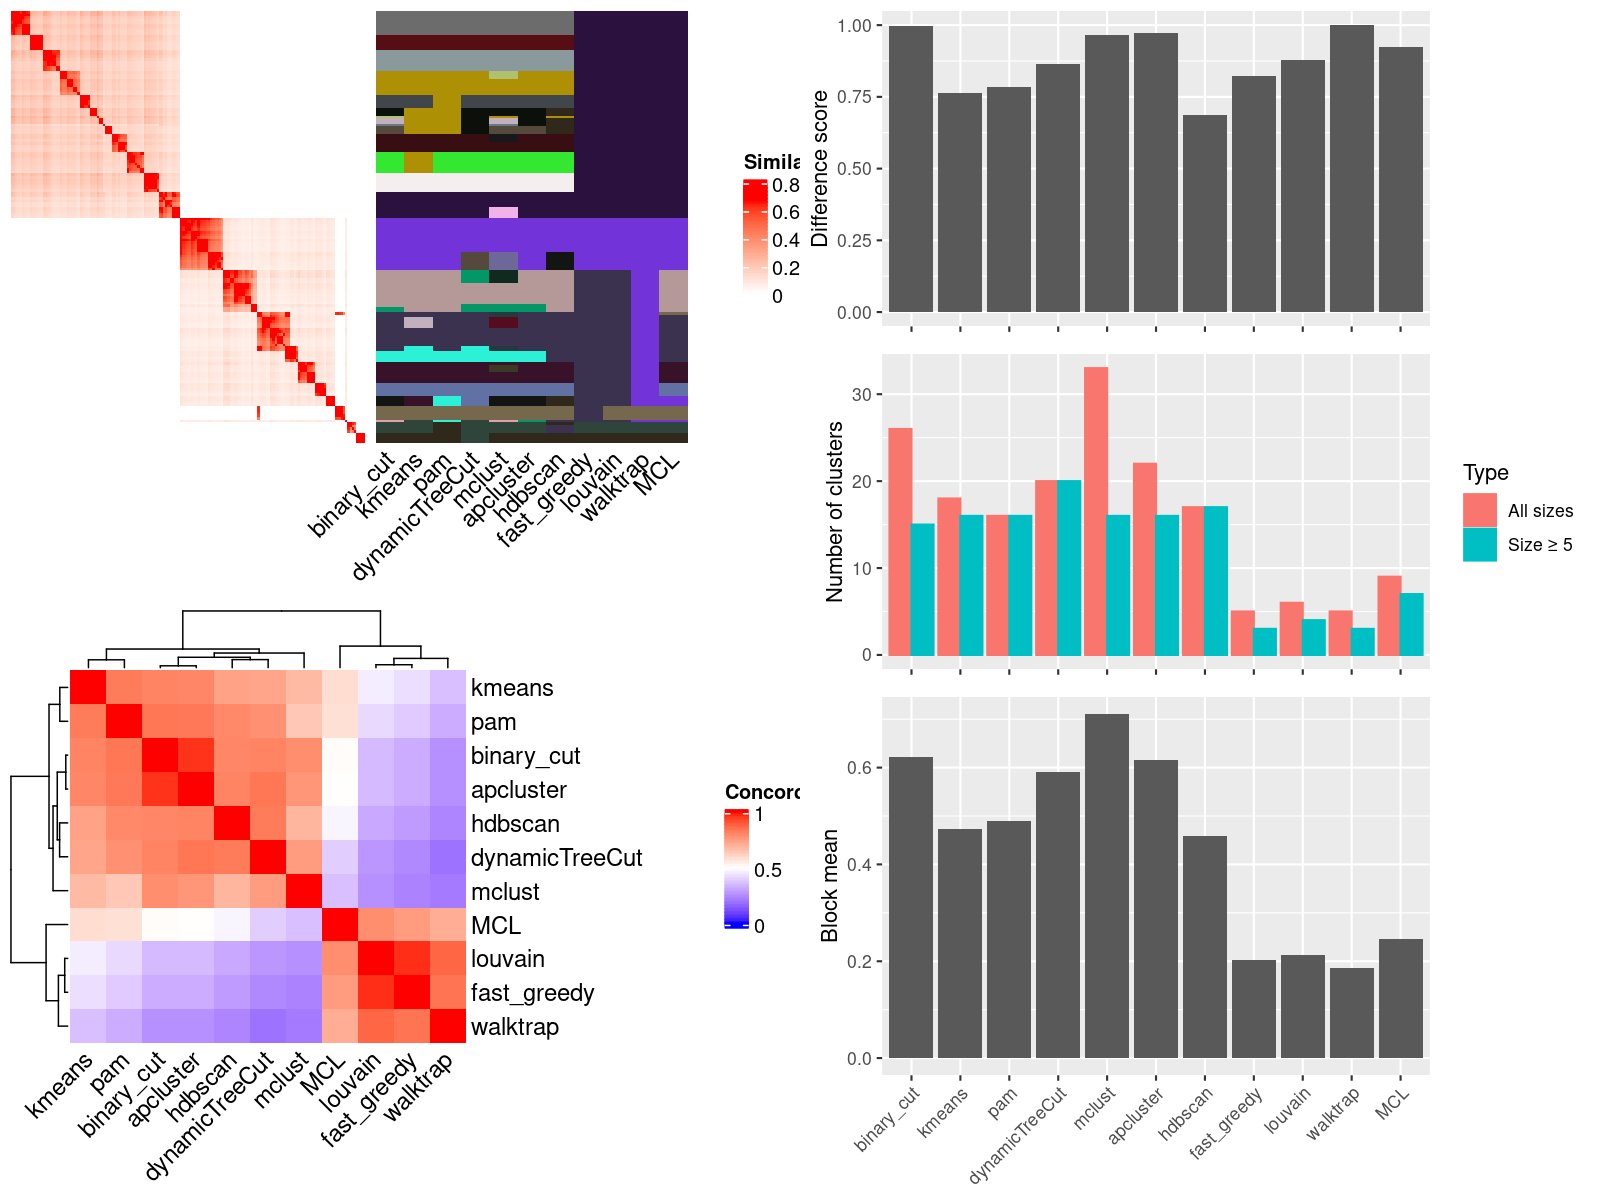 Simila
0.8
0.6
0.4
0.2
0
binary_cut
kmeans
pam
dynamicTreeCut
mclust
apcluster
hdbscan
fast_greedy
louvain
walktrap
MCL
Difference score
1.00
0.75
0.50
0.25
0.00
Number of clusters
30
20
10
0
Type
All sizes
Size ≥ 5
kmeans
pam
binary_cut
apcluster
hdbscan
dynamicTreeCut
mclust
MCL
louvain
fast_greedy
walktrap
kmeans
pam
binary_cut
apcluster
hdbscan
dynamicTreeCut
mclust
MCL
louvain
fast_greedy
walktrap
Concord
1
0.5
0
Block mean
0.6
0.4
0.2
0.0
binary_cut
kmeans
pam
dynamicTreeCut
mclust
apcluster
hdbscan
fast_greedy
louvain
walktrap
MCL